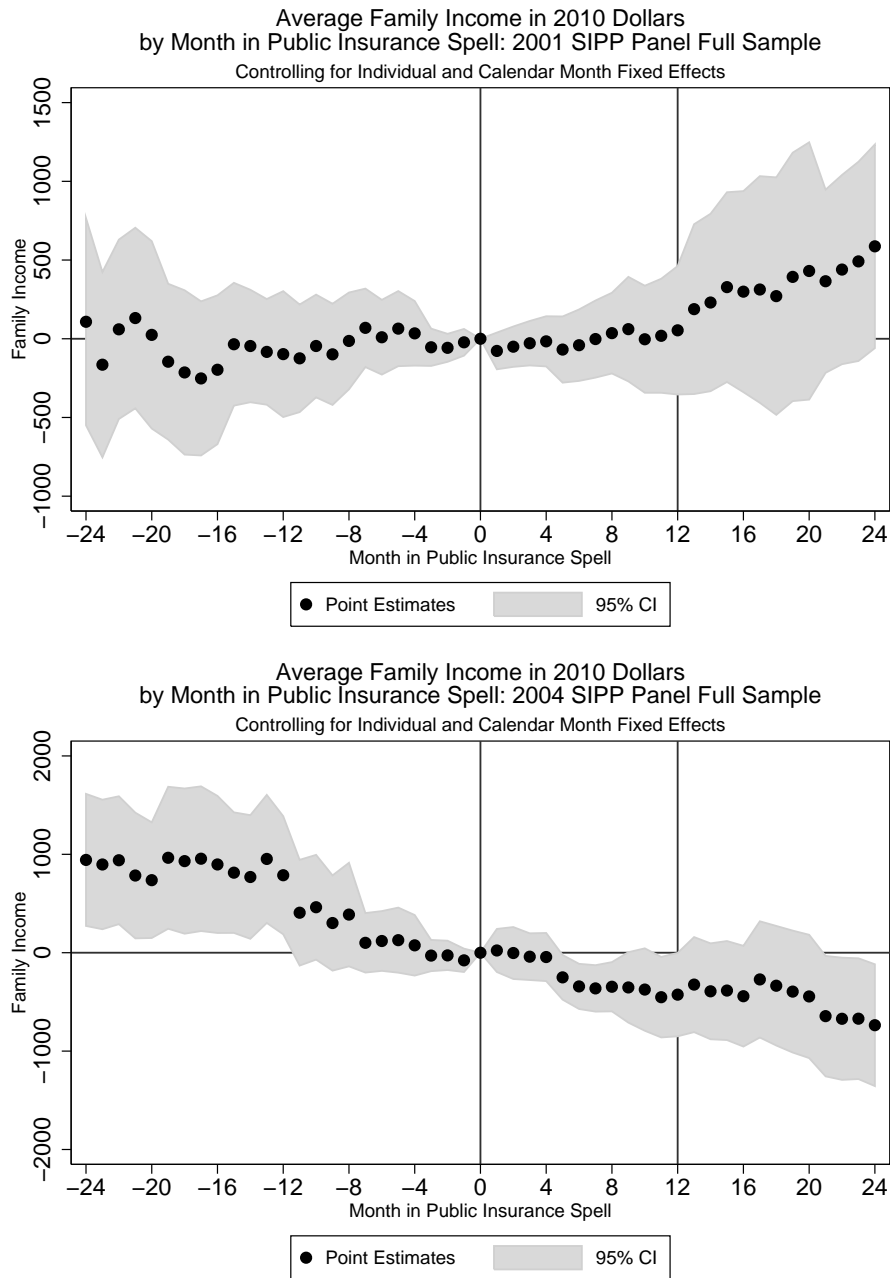 Average Family Income in 2010 Dollars
by Month in Public Insurance Spell: 2001 SIPP Panel Full Sample
Controlling for Individual and Calendar Month Fixed Effects
1500
1000
500
0
−500
−1000
Family Income
−24 −20 −16 −12 −8 −4 0 4 8 12 16 20 24
Month in Public Insurance Spell
Point Estimates 95% CI
Average Family Income in 2010 Dollars
by Month in Public Insurance Spell: 2004 SIPP Panel Full Sample
Controlling for Individual and Calendar Month Fixed Effects
2000
1000
0
−1000
−2000
Family Income
−24 −20 −16 −12 −8 −4 0 4 8 12 16 20 24
Month in Public Insurance Spell
Point Estimates 95% CI